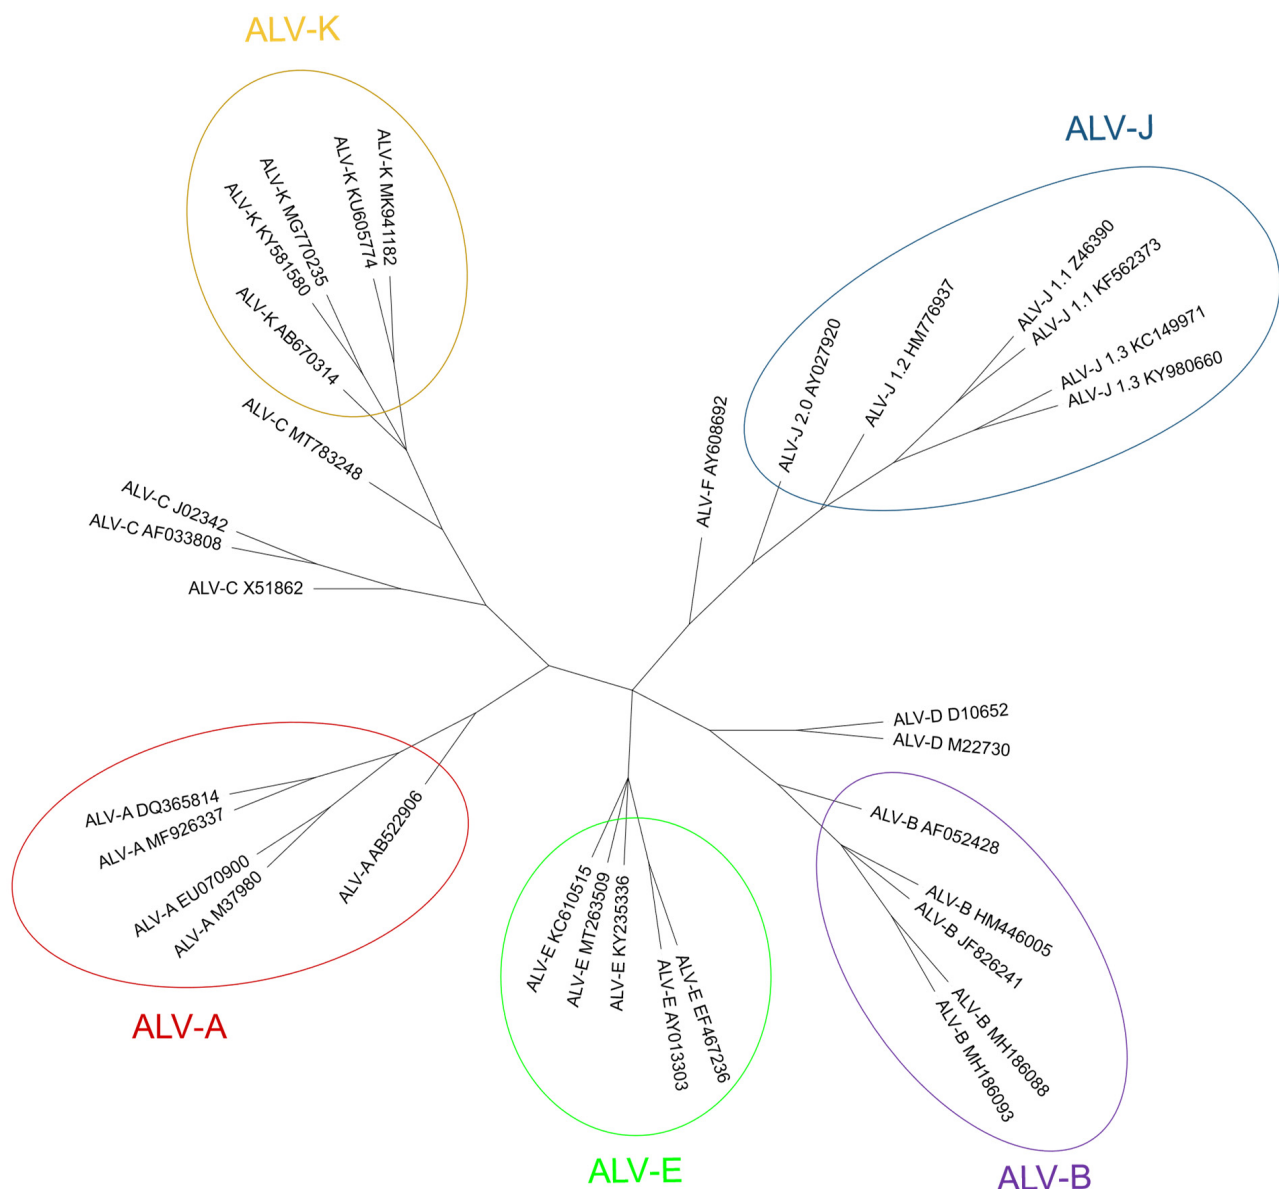 ALV-K
ALV-J
ALV-K MK941182
ALV-K KU605774
ALV-K MG770235
ALV-K KY581580
ALV-K AB670314
ALV-C MT783248
ALV-C J02342
ALV-C AF033808
ALV-C X51862
ALV-F AY608692
ALV-J 2.0 AY027920
ALV-J 1.2 HM776937
ALV-J 1.1 Z46390
ALV-J 1.1 KF562373
ALV-J 1.3 KC149971
ALV-J 1.3 KY980660
ALV-D D10652
ALV-D M22730
ALV-B AF052428
ALV-B HM446005
ALV-B JF826241
ALV-B MH186088
ALV-B MH186093
ALV-E EF467236
ALV-E AY013303
ALV-E KY235336
ALV-E MT263509
ALV-E KC610515
ALV-A AB522906
ALV-A M37980
ALV-A EU070900
ALV-A MF926337
ALV-A DQ365814
ALV-A
ALV-E
ALV-B